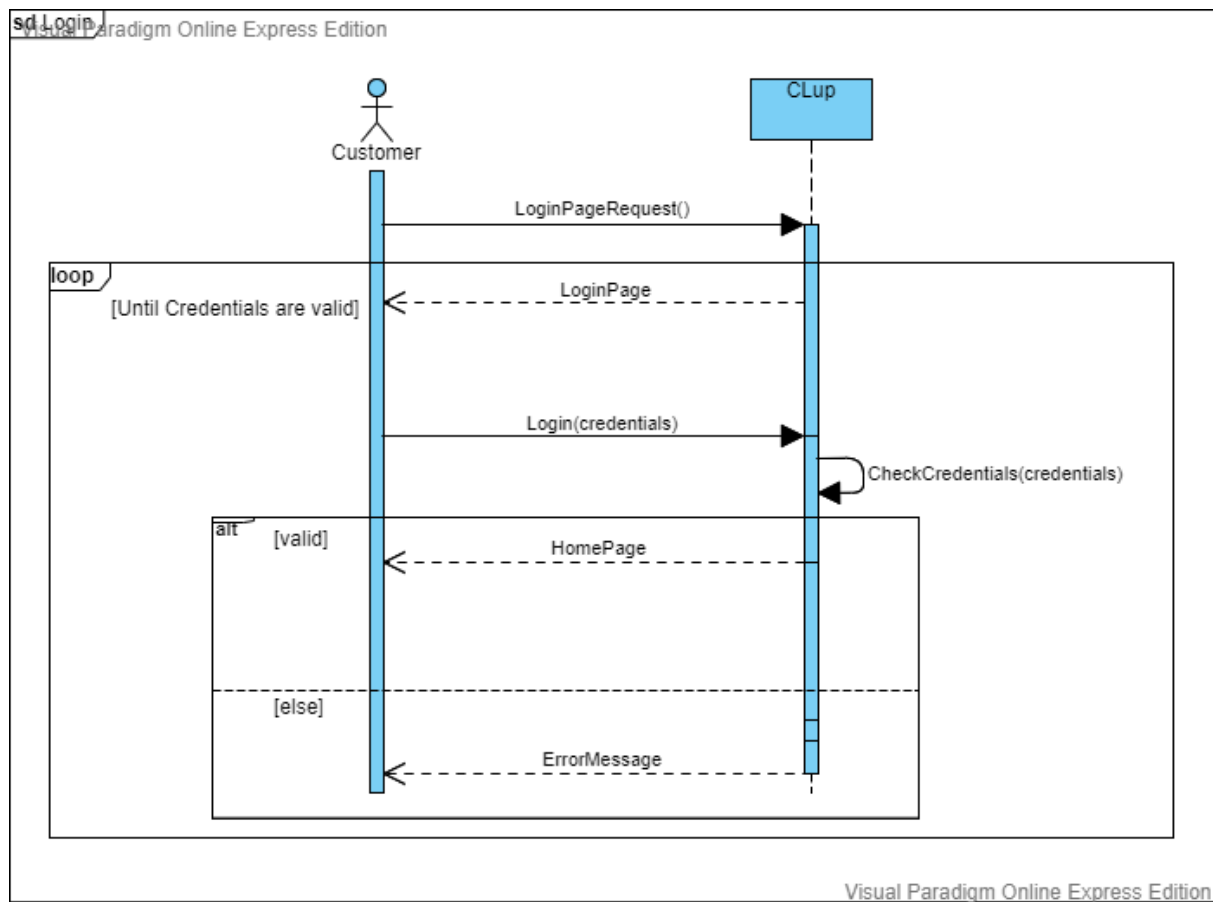 sd Login
Visual Paradigm Online Express Edition
CLup
Customer
LoginPageRequest()
loop
LoginPage
[Until Credentials are valid]
Login(credentials)
CheckCredentials(credentials)
alt
[valid]
HomePage
[else]
ErrorMessage
Visual Paradigm Online Express Edition